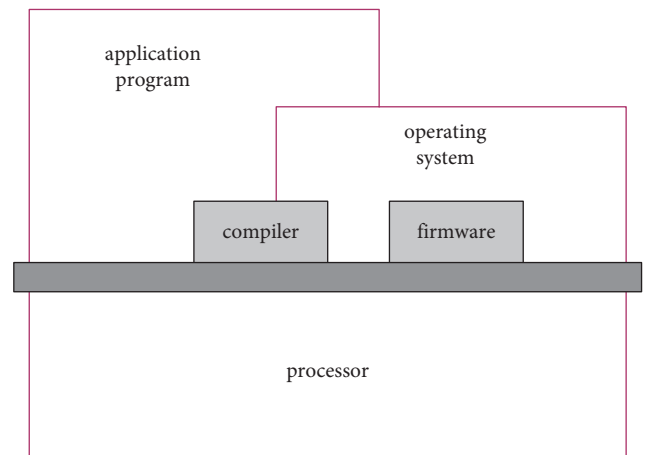 application
program
operating
system
compiler
firmware
processor